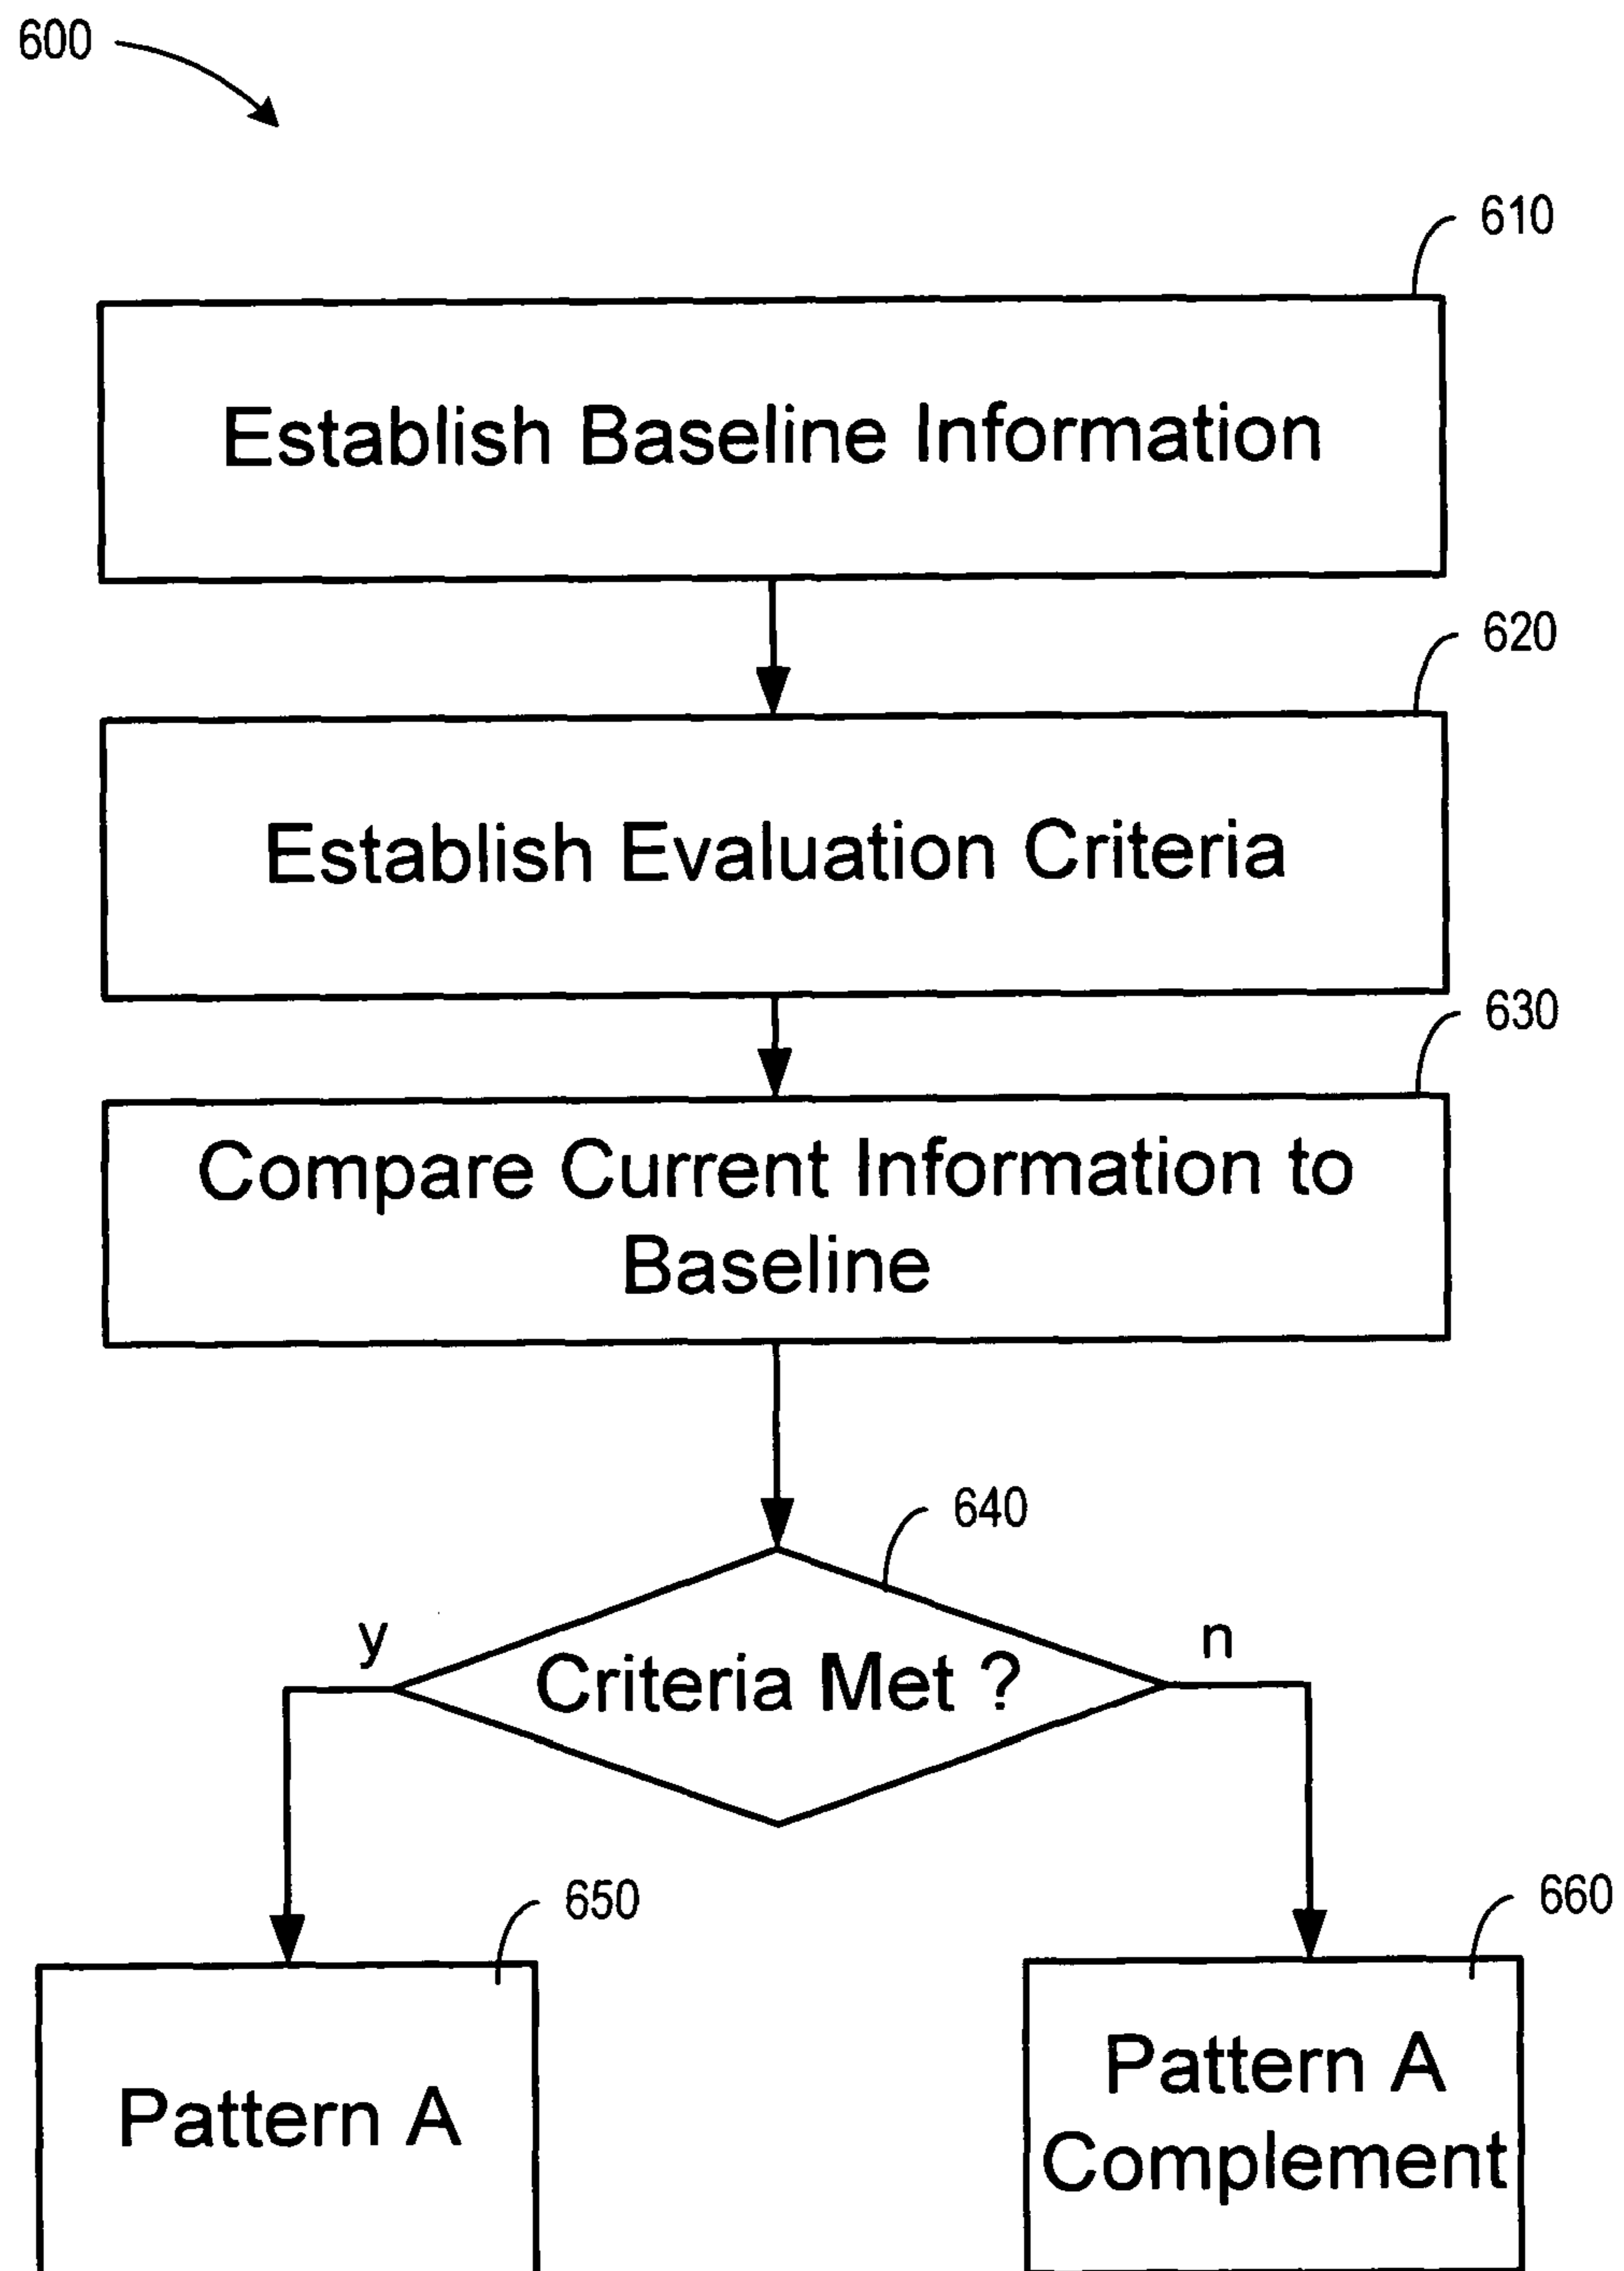 600
610
Establish Baseline Information
620
Establish Evaluation Criteria
630
Compare Current Information to
Baseline
640
y
n
Criteria Met ?
650
660
Pattern A
Pattern A
Complement